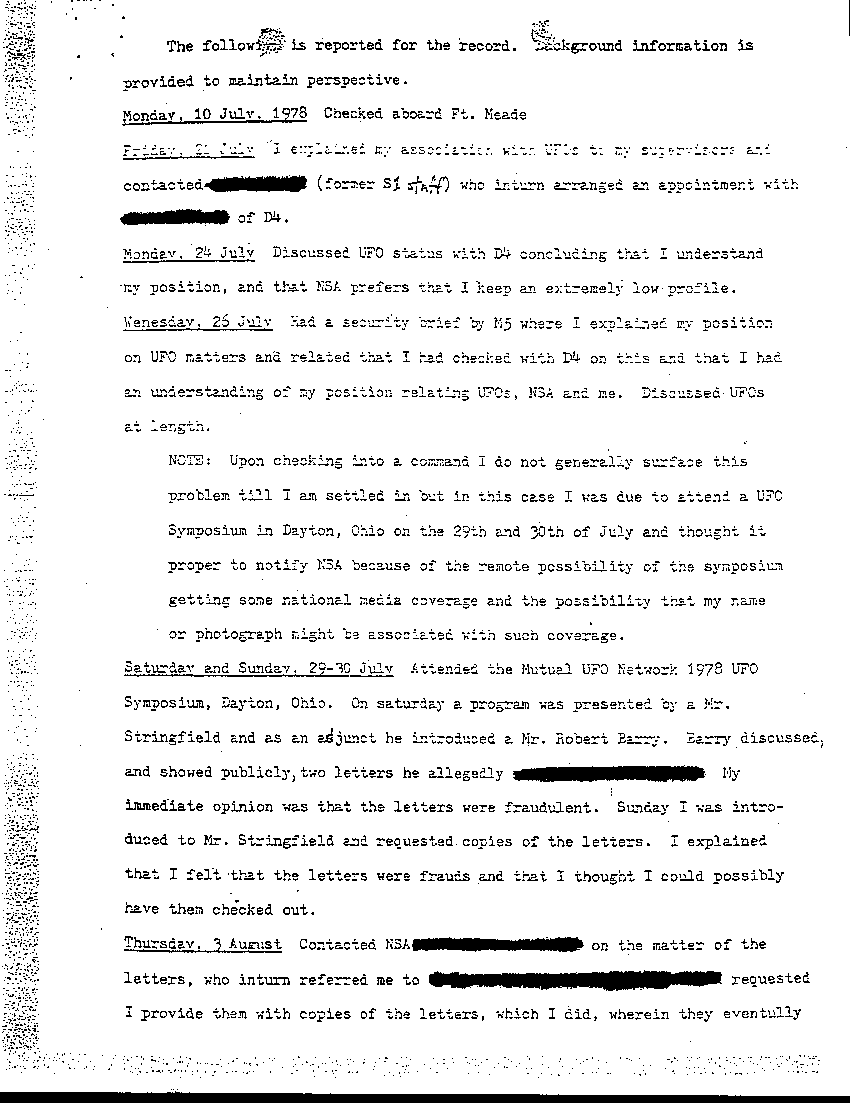 The following is reported for the record. Background information is
provided to maintain perspective.
Monday, 10 July, 1978 Checked aboard Ft. Meade
Friday, 21 July I explained my association with UFOs to my supervisors and
contacted (former S1 staff) who inturn arranged an appointment with
of D4.
Monday, 24 July Discussed UFO status with D4 concluding that I understand
my position, and that NSA prefers that I keep an extremely low profile.
Wenesday, 26 July Had a security brief by M5 where I explained my position
on UFO matters and related that I had checked with D4 on this and that I had
an understanding of my position relating UFOs, NSA and me. Discussed UFOs
at length.
NOTE: Upon checking into a command I do not generally surface this
problem till I am settled in but in this case I was due to attend a UFO
Symposium in Dayton, Ohio on the 29th and 30th of July and thought it
proper to notify NSA because of the remote possibility of the symposium
getting some national media coverage and the possibility that my name
or photograph might be associated with such coverage.
Saturday and Sunday, 29-30 July Attended the Mutual UFO Network 1978 UFO
Symposium, Dayton, Ohio. On saturday a program was presented by a Mr.
Stringfield and as an adjunct he introduced a Mr. Robert Barry. Barry discussed,
and showed publicly, two letters he allegedly My
immediate opinion was that the letters were fraudulent. Sunday I was intro-
duced to Mr. Stringfield and requested copies of the letters. I explained
that I felt that the letters were frauds and that I thought I could possibly
have them checked out.
Thursday, 3 August Contacted NSA on the matter of the
letters, who inturn referred me to requested
I provide them with copies of the letters, which I did, wherein they eventully